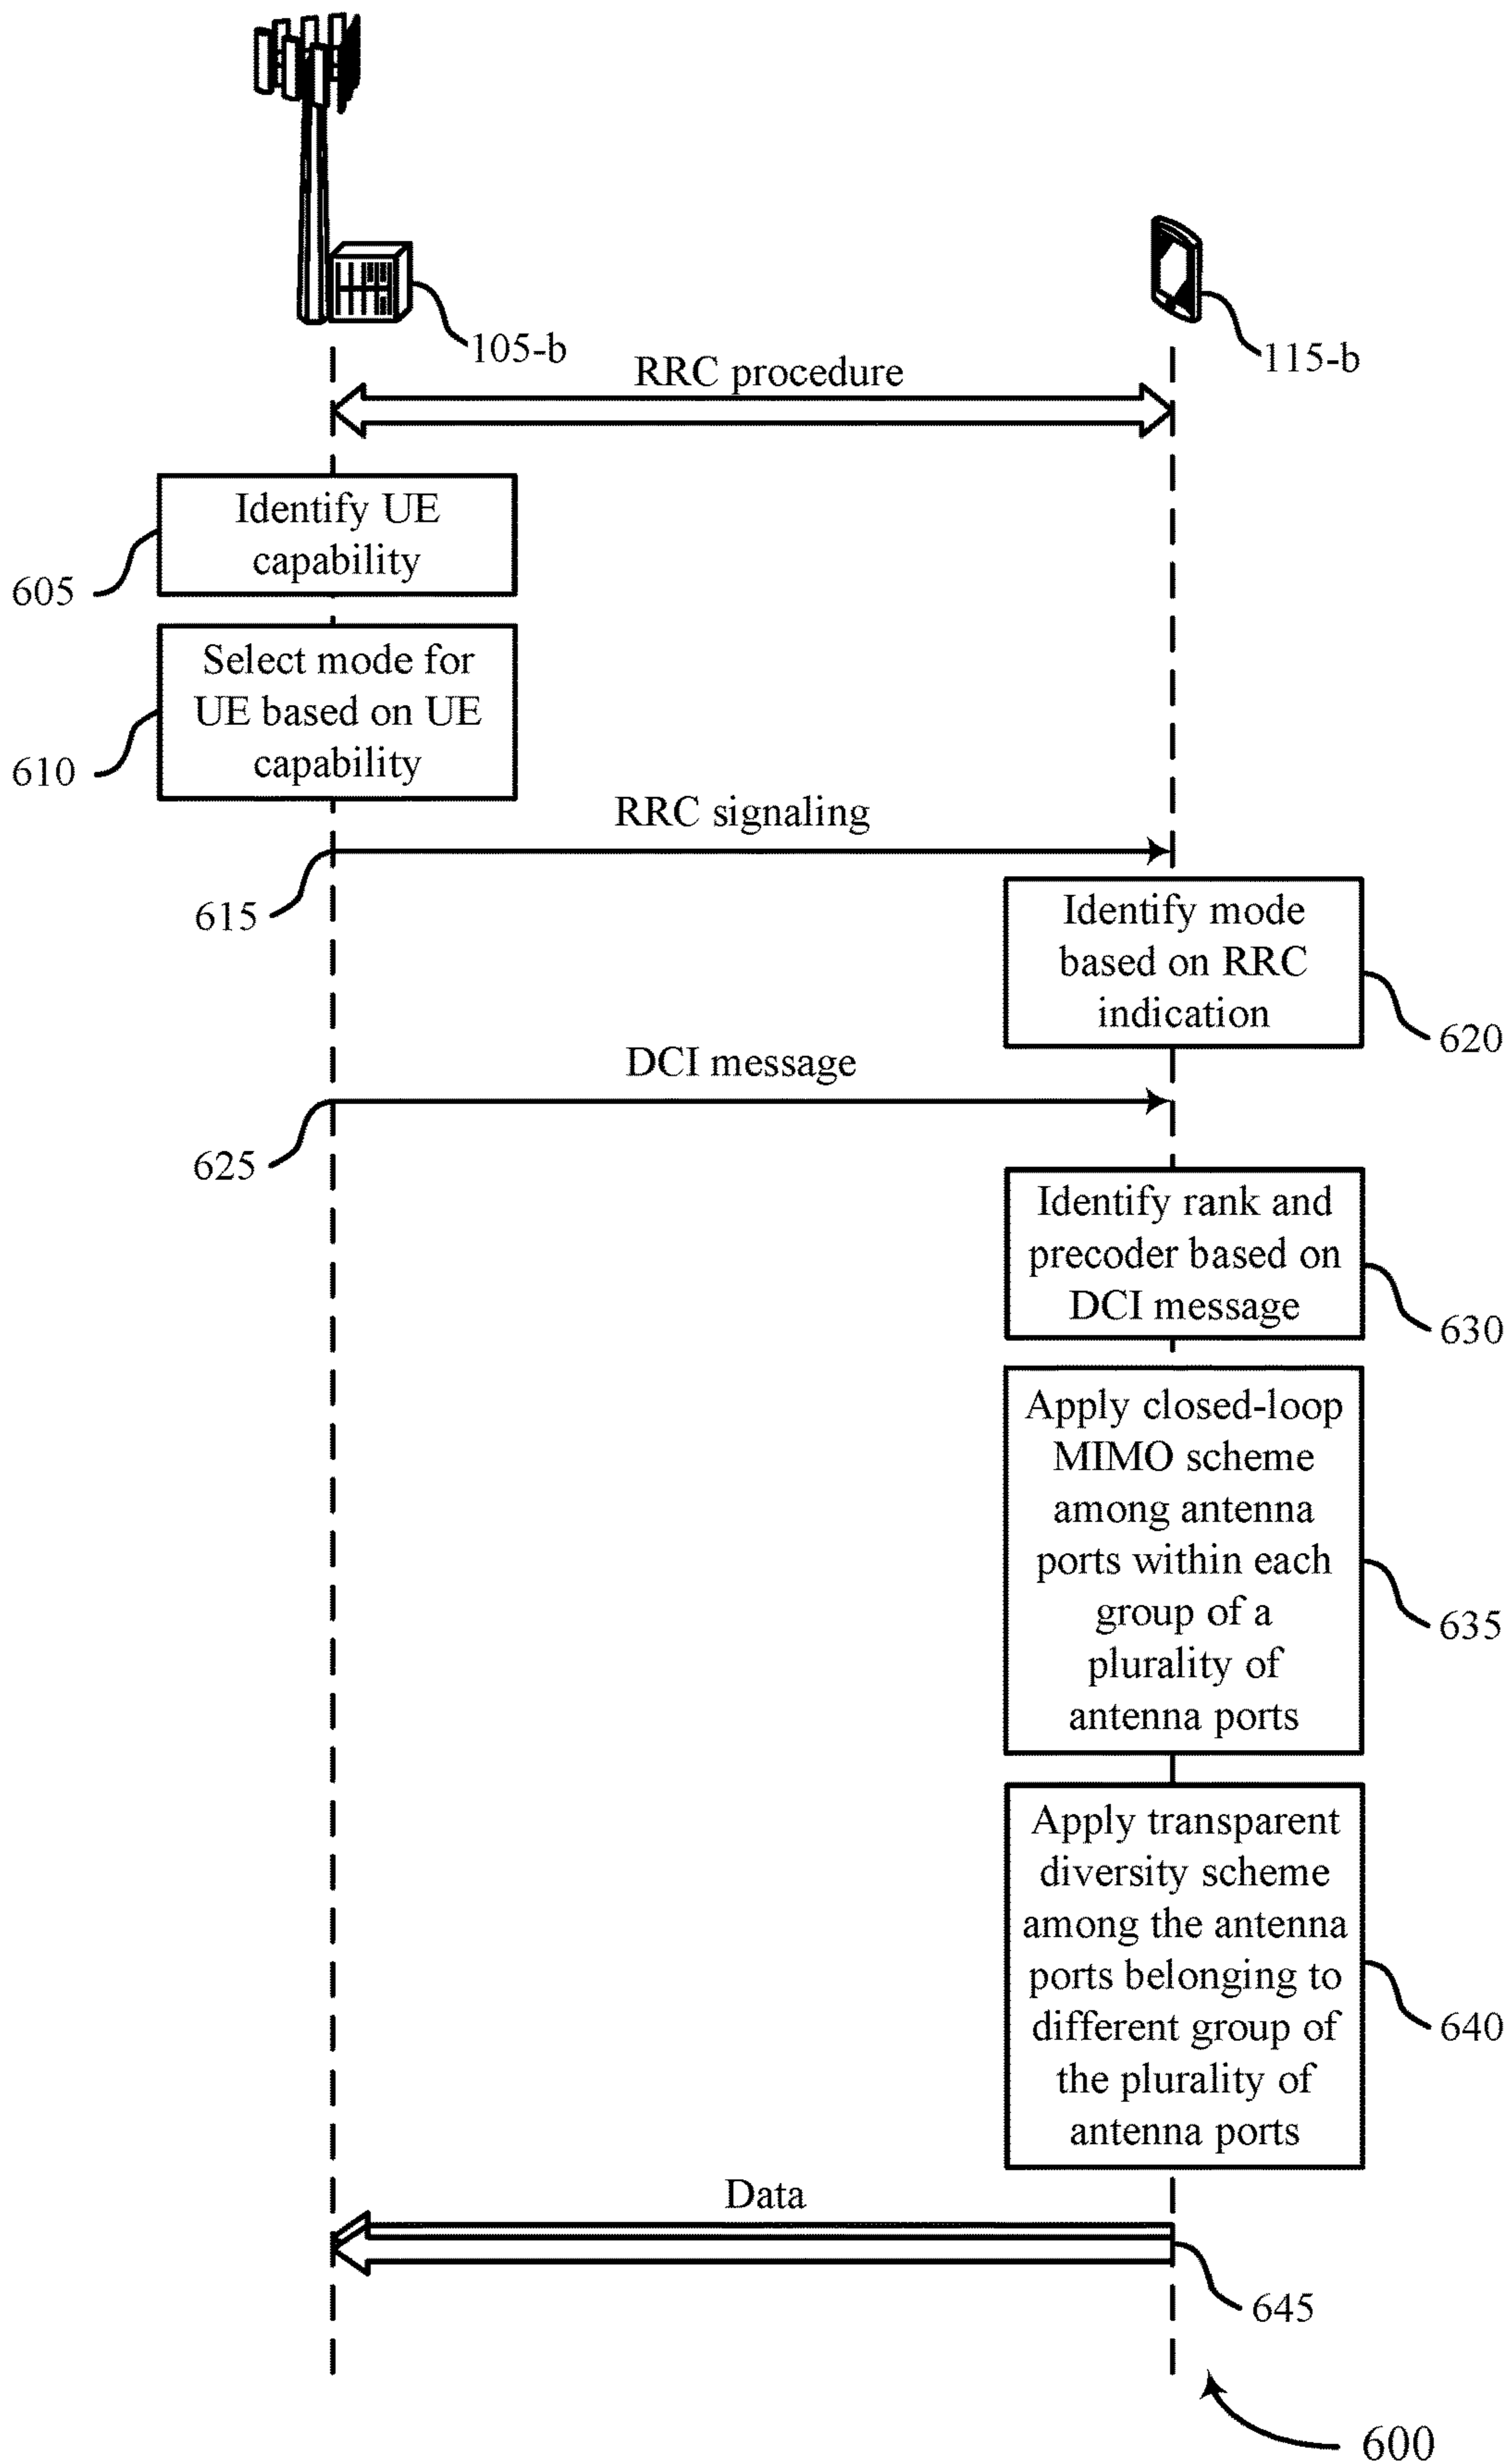 105-b
115-b
RRC procedure
Identify UE
capability
605
Select mode for
UE based on UE
capability
610
RRC signaling
615
Identify mode
based on RRC
indication
620
DCI message
625
Identify rank and
precoder based on
DCI message
630
Apply closed-loop
MIMO scheme
among antenna
ports within each
group of a
plurality of
antenna ports
635
Apply transparent
diversity scheme
among the antenna
ports belonging to
different group of
the plurality of
antenna ports
640
Data
645
600